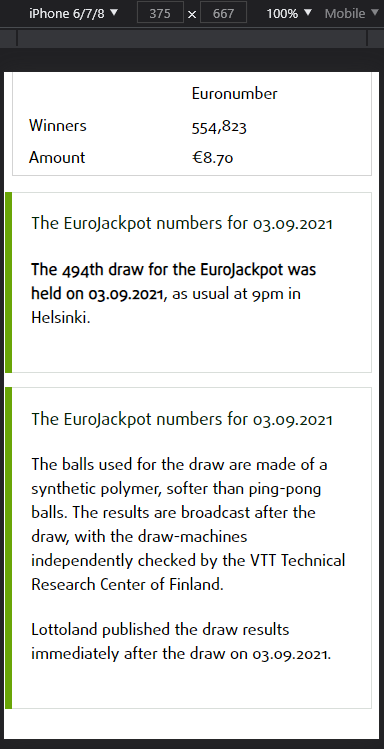 iPhone 6/7/8 ▼ 375 × 667 100% ▼ Mobile ▼
Euronumber
Winners 554,823
Amount €8.70
The EuroJackpot numbers for 03.09.2021
The 494th draw for the EuroJackpot was
held on 03.09.2021, as usual at 9pm in
Helsinki.
The EuroJackpot numbers for 03.09.2021
The balls used for the draw are made of a
synthetic polymer, softer than ping-pong
balls. The results are broadcast after the
draw, with the draw-machines
independently checked by the VTT Technical
Research Center of Finland.
Lottoland published the draw results
immediately after the draw on 03.09.2021.